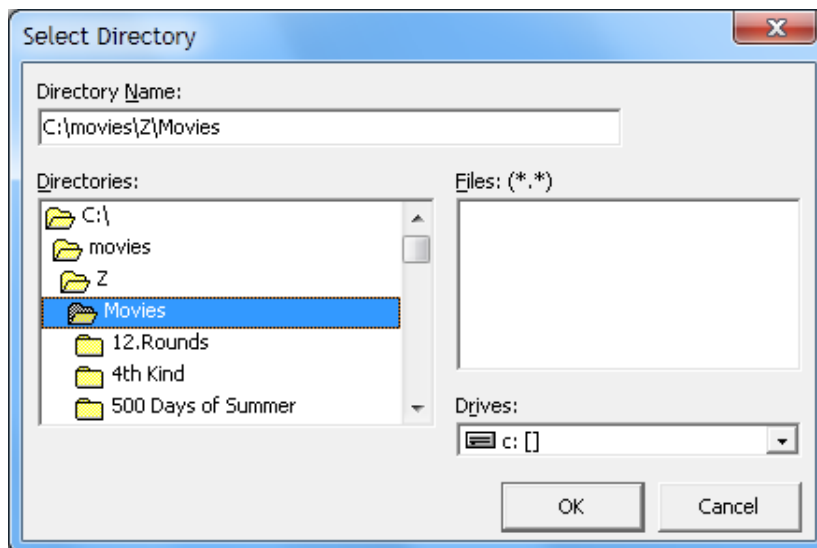 Select Directory
Directory Name:
C:\movies\Z\Movies
Directories:
C:\
movies
Z
Movies
12.Rounds
4th Kind
500 Days of Summer
Files: (*.*)
Drives:
c: []
OK
Cancel